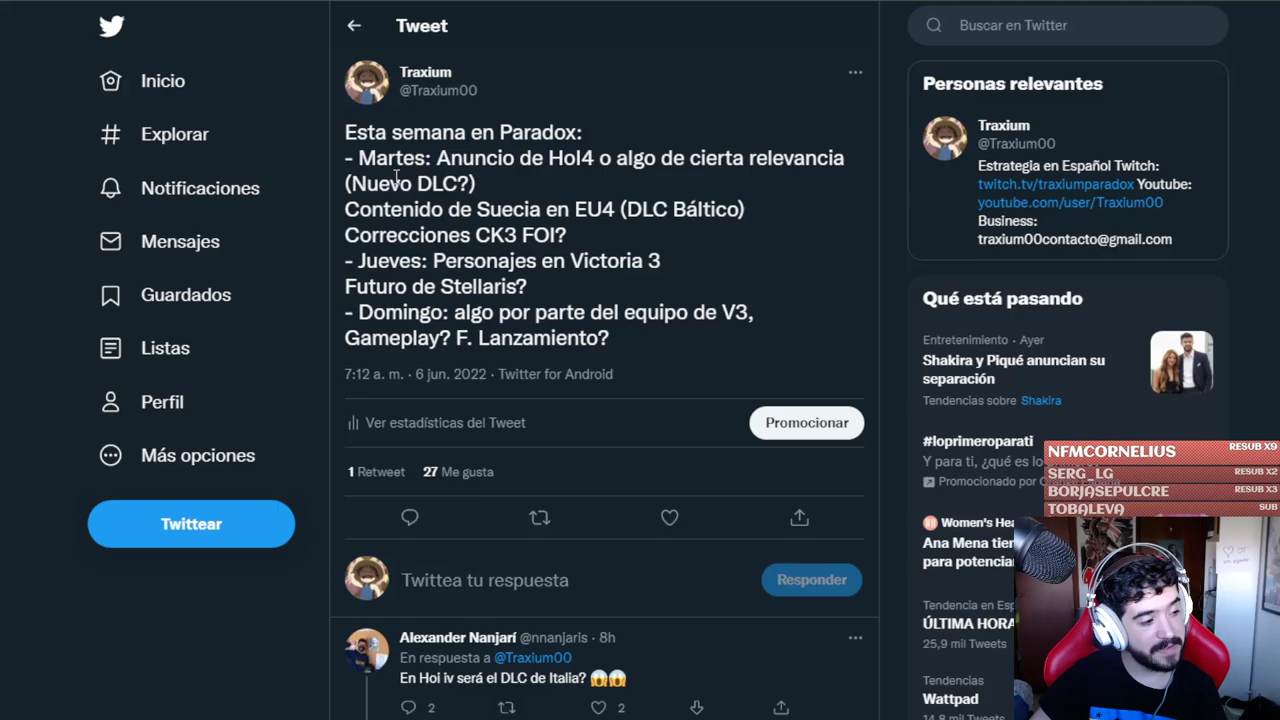 Tweet
Buscar en Twitter
Inicio
Explorar
Notificaciones
Mensajes
Guardados
Listas
Perfil
Más opciones
Twittear
Traxium
@Traxium00
Esta semana en Paradox:
- Martes: Anuncio de HoI4 o algo de cierta relevancia
(Nuevo DLC?)
Contenido de Suecia en EU4 (DLC Báltico)
Correcciones CK3 FOI?
- Jueves: Personajes en Victoria 3
Futuro de Stellaris?
- Domingo: algo por parte del equipo de V3,
Gameplay? F. Lanzamiento?
7:12 a. m. · 6 jun. 2022 · Twitter for Android
Ver estadísticas del Tweet
Promocionar
1 Retweet 27 Me gusta
Twittea tu respuesta
Responder
Alexander Nanjarí @nnanjaris · 8h
En respuesta a @Traxium00
En Hoi iv será el DLC de Italia? 😱😱
2 2
Personas relevantes
Traxium
@Traxium00
Estrategia en Español Twitch:
twitch.tv/traxiumparadox Youtube:
youtube.com/user/Traxium00
Business:
traxium00contacto@gmail.com
Qué está pasando
Entretenimiento · Ayer
Shakira y Piqué anuncian su
separación
Tendencias sobre Shakira
#loprimeroparati
Y para ti, ¿qué es lo
Promocionado por
NFMCORNELIUS RESUB X9
SERG_LG RESUB X2
BORJASEPULCRE RESUB X3
TOBALEVA SUB
Women's Hea
Ana Mena tien
para potencia
Tendencia en Esp
ÚLTIMA HORA
25,9 mil Tweets
Tendencias
Wattpad
14,8 mil Tweets